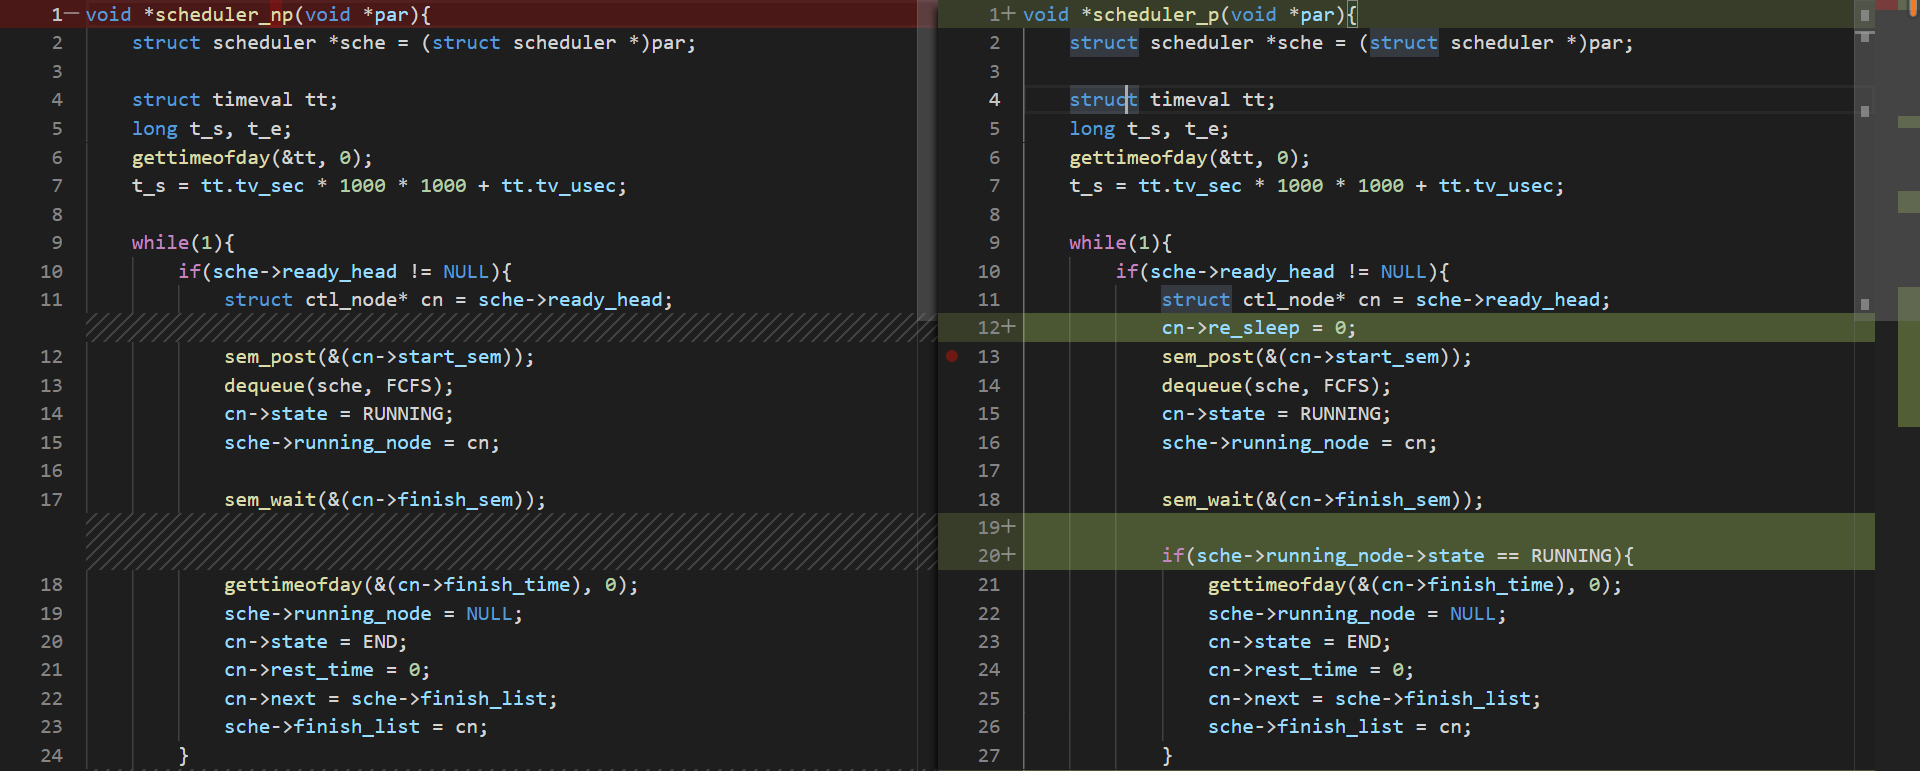 1— void *scheduler_np(void *par){
2 struct scheduler *sche = (struct scheduler *)par;
3
4 struct timeval tt;
5 long t_s, t_e;
6 gettimeofday(&tt, 0);
7 t_s = tt.tv_sec * 1000 * 1000 + tt.tv_usec;
8
9 while(1){
10 if(sche->ready_head != NULL){
11 struct ctl_node* cn = sche->ready_head;
12 sem_post(&(cn->start_sem));
13 dequeue(sche, FCFS);
14 cn->state = RUNNING;
15 sche->running_node = cn;
16
17 sem_wait(&(cn->finish_sem));
18 gettimeofday(&(cn->finish_time), 0);
19 sche->running_node = NULL;
20 cn->state = END;
21 cn->rest_time = 0;
22 cn->next = sche->finish_list;
23 sche->finish_list = cn;
24 }
1+ void *scheduler_p(void *par){
2 struct scheduler *sche = (struct scheduler *)par;
3
4 struct timeval tt;
5 long t_s, t_e;
6 gettimeofday(&tt, 0);
7 t_s = tt.tv_sec * 1000 * 1000 + tt.tv_usec;
8
9 while(1){
10 if(sche->ready_head != NULL){
11 struct ctl_node* cn = sche->ready_head;
12+ cn->re_sleep = 0;
13 sem_post(&(cn->start_sem));
14 dequeue(sche, FCFS);
15 cn->state = RUNNING;
16 sche->running_node = cn;
17
18 sem_wait(&(cn->finish_sem));
19+
20+ if(sche->running_node->state == RUNNING){
21 gettimeofday(&(cn->finish_time), 0);
22 sche->running_node = NULL;
23 cn->state = END;
24 cn->rest_time = 0;
25 cn->next = sche->finish_list;
26 sche->finish_list = cn;
27 }